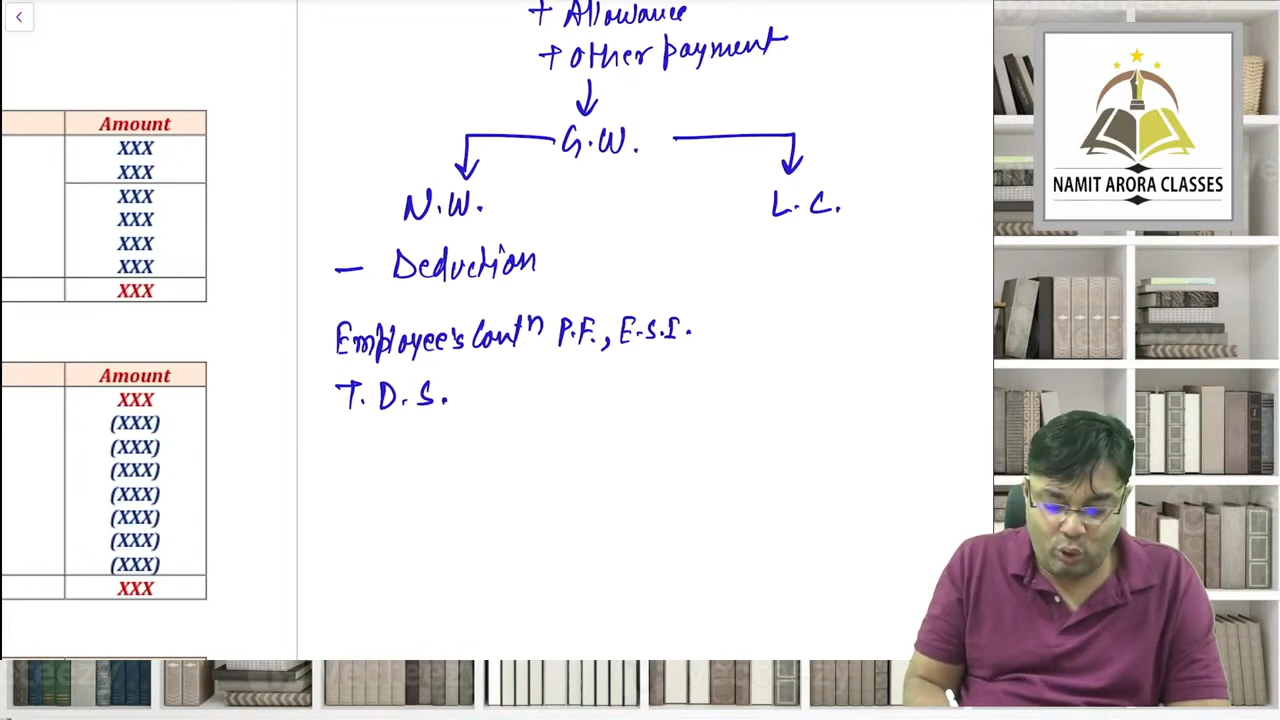 + Allowance
+ Other payment
G.W.
N.W.
L.C.
— Deduction
Employee's Contⁿ P.F., E.S.I.
T.D.S.
Amount
XXX
XXX
XXX
XXX
XXX
XXX
XXX
Amount
XXX
(XXX)
(XXX)
(XXX)
(XXX)
(XXX)
(XXX)
(XXX)
XXX
NAMIT ARORA CLASSES